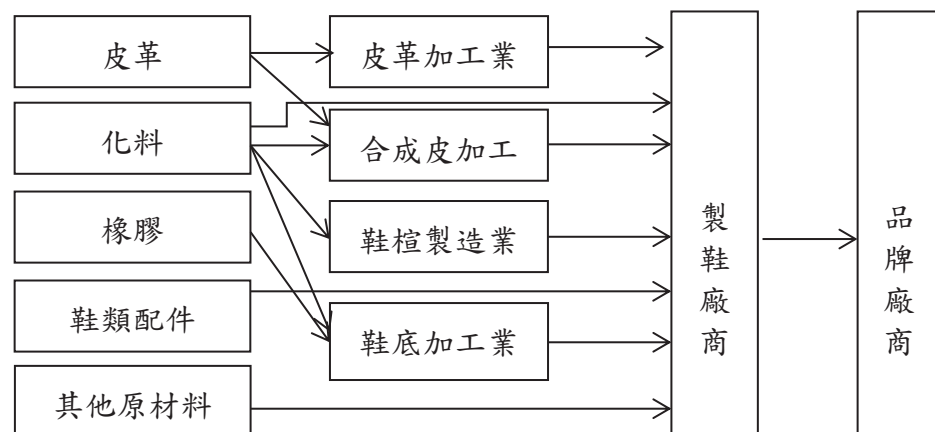 皮革
化料
橡膠
鞋類配件
其他原材料
皮革加工業
合成皮加工
鞋楦製造業
鞋底加工業
製鞋廠商
品牌廠商